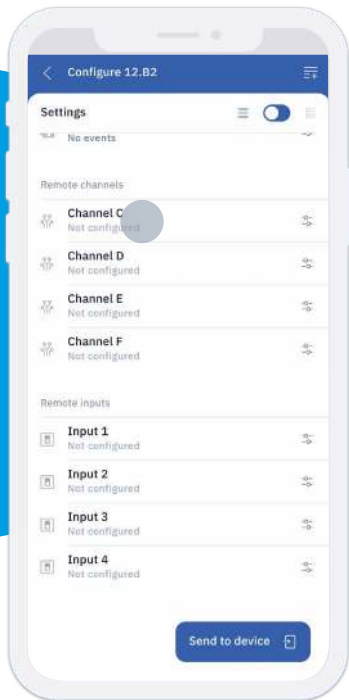 Configure 12.B2
Settings
No events
Remote channels
Channel C
Not configured
Channel D
Not configured
Channel E
Not configured
Channel F
Not configured
Remote inputs
Input 1
Not configured
Input 2
Not configured
Input 3
Not configured
Input 4
Not configured
Send to device